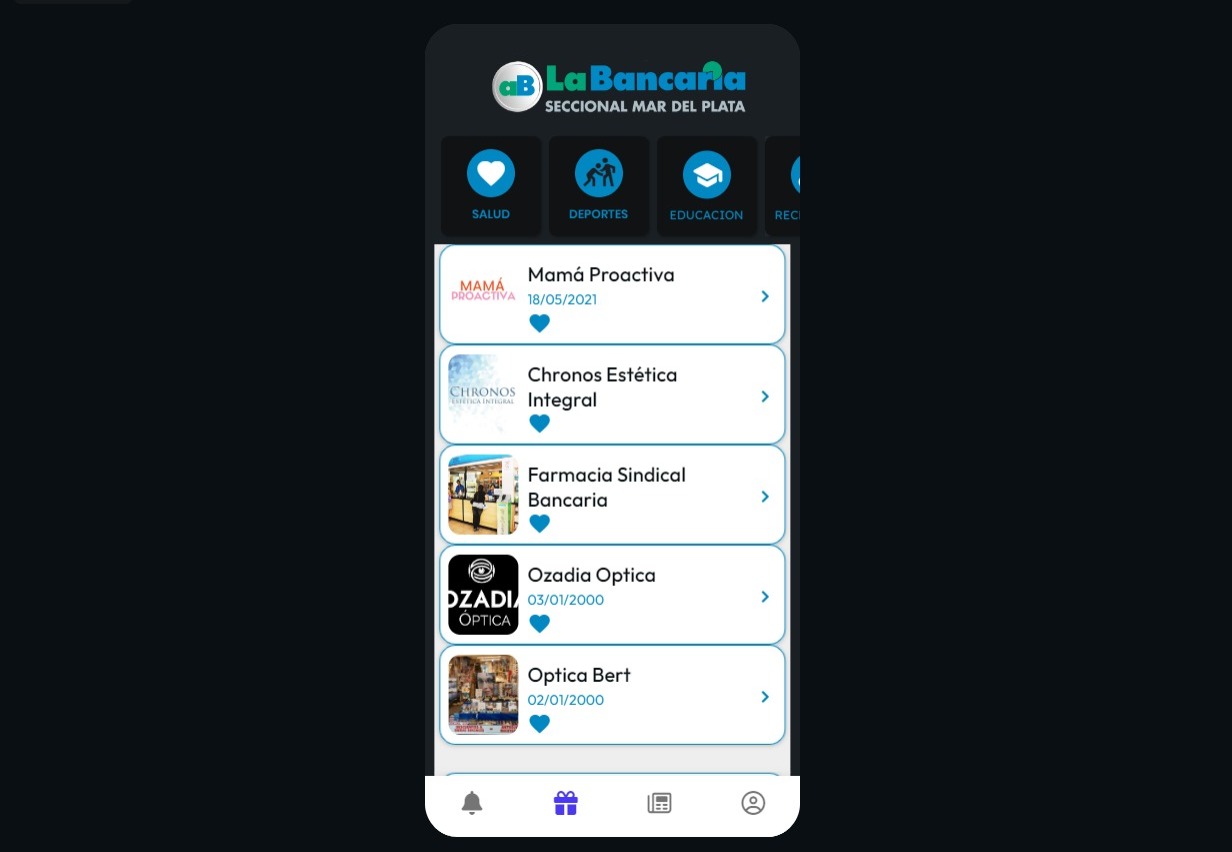 aB La Bancaria
SECCIONAL MAR DEL PLATA
SALUD
DEPORTES
EDUCACION
MAMÁ
PROACTIVA
Mamá Proactiva
18/05/2021
CHRONOS
ESTÉTICA INTEGRAL
Chronos Estética
Integral
Farmacia Sindical
Bancaria
OZADIA
ÓPTICA
Ozadia Optica
03/01/2000
Optica Bert
02/01/2000